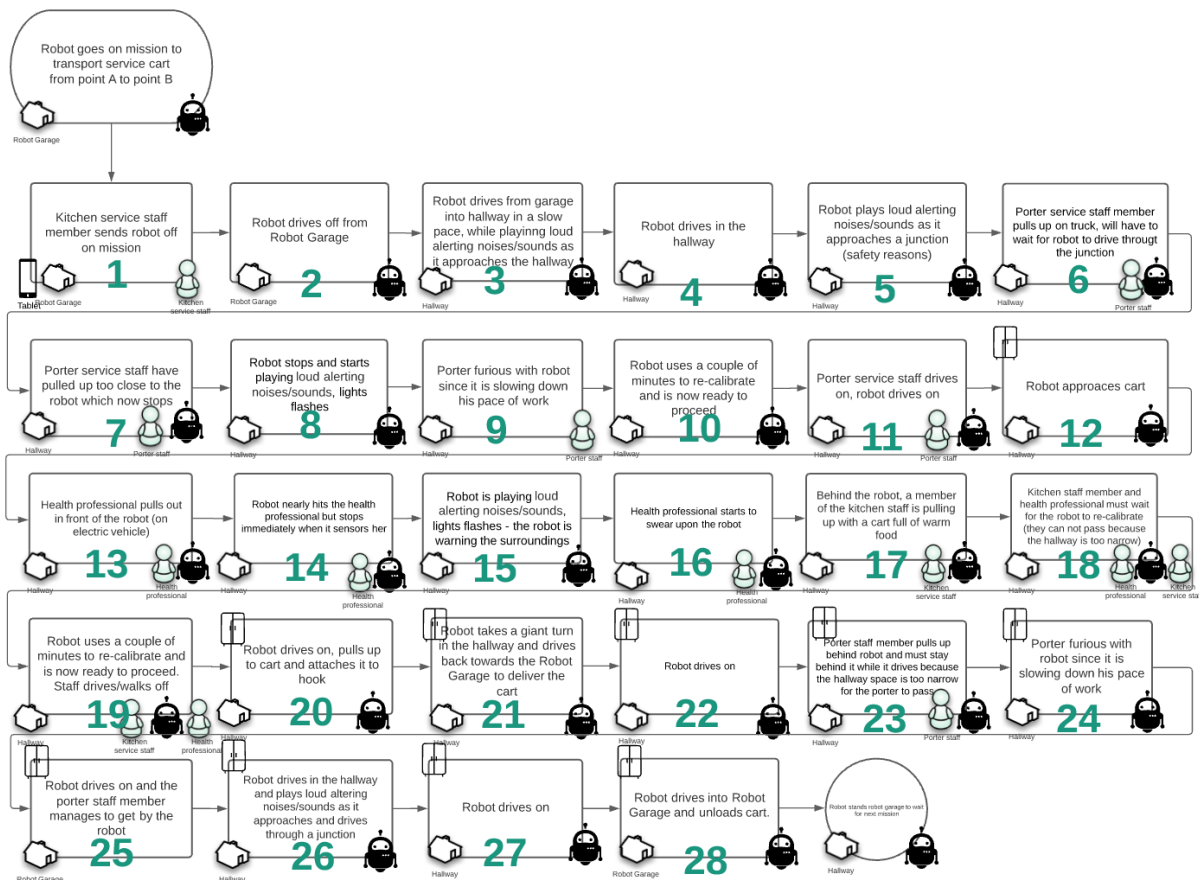 Robot goes on mission to
transport service cart
from point A to point B
Robot Garage
Kitchen service staff
member sends robot off
on mission
1
Tablet
Robot Garage
Kitchen
service staff
Robot drives off from
Robot Garage
2
Robot Garage
Robot drives from garage
into hallway in a slow
pace, while playinng loud
alerting noises/sounds as
it approaches the hallway
3
Hallway
Robot drives in the
hallway
4
Hallway
Robot plays loud alerting
noises/sounds as it
approaches a junction
(safety reasons)
5
Hallway
Porter service staff member
pulls up on truck, will have to
wait for robot to drive througt
the junction
6
Hallway
Porter staff
Porter service staff have
pulled up too close to the
robot which now stops
7
Hallway
Porter staff
Robot stops and starts
playing loud alerting
noises/sounds, lights
flashes
8
Hallway
Porter furious with robot
since it is slowing down
his pace of work
9
Hallway
Porter staff
Robot uses a couple of
minutes to re-calibrate
and is now ready to
proceed
10
Hallway
Porter service staff drives
on, robot drives on
11
Hallway
Porter staff
Robot approaces cart
12
Hallway
Health professional pulls out
in front of the robot (on
electric vehicle)
13
Hallway
Health
professional
Robot nearly hits the health
professional but stops
immediately when it sensors her
14
Hallway
Health
professional
Robot is playing loud
alerting noises/sounds,
lights flashes - the robot is
warning the surroundings
15
Hallway
Health professional starts to
swear upon the robot
16
Hallway
Health
professional
Behind the robot, a member
of the kitchen staff is pulling
up with a cart full of warm
food
17
Hallway
Kitchen
service staff
Kitchen staff member and
health professional must wait
for the robot to re-calibrate
(they can not pass because
the hallway is too narrow)
18
Hallway
Health
professional
Kitchen
service
Robot uses a couple of
minutes to re-calibrate and
is now ready to proceed.
Staff drives/walks off
19
Hallway
Kitchen
service staff
Health
professional
Robot drives on, pulls up
to cart and attaches it to
hook
20
Hallway
Robot takes a giant turn
in the hallway and drives
back towards the Robot
Garage to deliver the
cart
21
Hallway
Robot drives on
22
Hallway
Porter staff member pulls up
behind robot and must stay
behind it while it drives because
the hallway space is too narrow
for the porter to pass
23
Hallway
Porter staff
Porter furious with
robot since it is
slowing down his pace
of work
24
Hallway
Robot drives on and the
porter staff member
manages to get by the
robot
25
Robot Garage
Robot drives in the hallway
and plays loud altering
noises/sounds as it
approaches and drives
through a junction
26
Hallway
Robot drives on
27
Hallway
Robot drives into Robot
Garage and unloads cart.
28
Robot Garage
Robot stands robot garage to wait
for next mission
Hallway